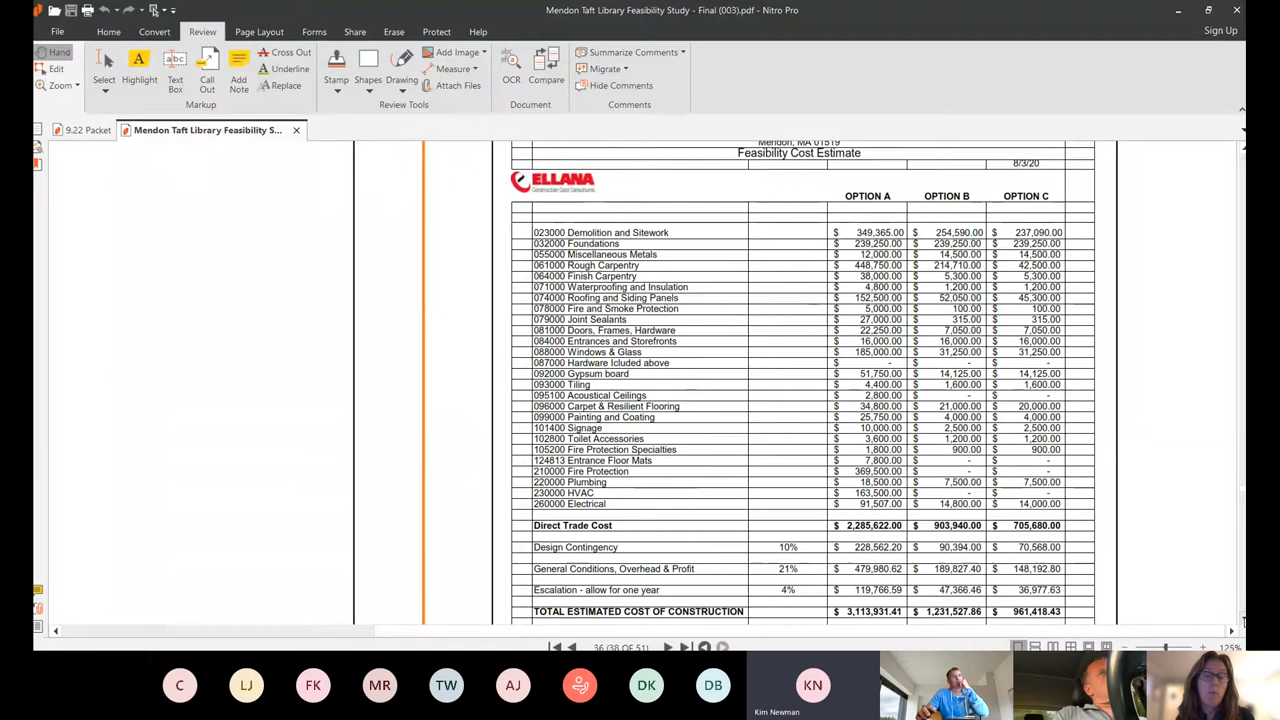 Mendon Taft Library Feasibility Study - Final (003).pdf - Nitro Pro
File Home Convert Review Page Layout Forms Share Erase Protect Help Sign Up
Hand Cross Out Add Image Summarize Comments
Edit Underline Measure Migrate
Zoom Select Highlight Text Box Call Out Add Note Replace Stamp Shapes Drawing Attach Files OCR Compare Hide Comments
Markup Review Tools Document Comments
9.22 Packet Mendon Taft Library Feasibility S...
Mendon, MA 01519
Feasibility Cost Estimate
8/3/20
ELLANA
Construction Cost Consultants
OPTION A OPTION B OPTION C
023000 Demolition and Sitework $ 349,365.00 $ 254,590.00 $ 237,090.00
032000 Foundations $ 239,250.00 $ 239,250.00 $ 239,250.00
055000 Miscellaneous Metals $ 12,000.00 $ 14,500.00 $ 14,500.00
061000 Rough Carpentry $ 448,750.00 $ 214,710.00 $ 42,500.00
064000 Finish Carpentry $ 38,000.00 $ 5,300.00 $ 5,300.00
071000 Waterproofing and Insulation $ 4,800.00 $ 1,200.00 $ 1,200.00
074000 Roofing and Siding Panels $ 152,500.00 $ 52,050.00 $ 45,300.00
078000 Fire and Smoke Protection $ 5,000.00 $ 100.00 $ 100.00
079000 Joint Sealants $ 27,000.00 $ 315.00 $ 315.00
081000 Doors, Frames, Hardware $ 22,250.00 $ 7,050.00 $ 7,050.00
084000 Entrances and Storefronts $ 16,000.00 $ 16,000.00 $ 16,000.00
088000 Windows & Glass $ 185,000.00 $ 31,250.00 $ 31,250.00
087000 Hardware Icluded above $ - $ - $ -
092000 Gypsum board $ 51,750.00 $ 14,125.00 $ 14,125.00
093000 Tiling $ 4,400.00 $ 1,600.00 $ 1,600.00
095100 Acoustical Ceilings $ 2,800.00 $ - $ -
096000 Carpet & Resilient Flooring $ 34,800.00 $ 21,000.00 $ 20,000.00
099000 Painting and Coating $ 25,750.00 $ 4,000.00 $ 4,000.00
101400 Signage $ 10,000.00 $ 2,500.00 $ 2,500.00
102800 Toilet Accessories $ 3,600.00 $ 1,200.00 $ 1,200.00
105200 Fire Protection Specialties $ 1,800.00 $ 900.00 $ 900.00
124813 Entrance Floor Mats $ 7,800.00 $ - $ -
210000 Fire Protection $ 369,500.00 $ - $ -
220000 Plumbing $ 18,500.00 $ 7,500.00 $ 7,500.00
230000 HVAC $ 163,500.00 $ - $ -
260000 Electrical $ 91,507.00 $ 14,800.00 $ 14,000.00
Direct Trade Cost $ 2,285,622.00 $ 903,940.00 $ 705,680.00
Design Contingency 10% $ 228,562.20 $ 90,394.00 $ 70,568.00
General Conditions, Overhead & Profit 21% $ 479,980.62 $ 189,827.40 $ 148,192.80
Escalation - allow for one year 4% $ 119,766.59 $ 47,366.46 $ 36,977.63
TOTAL ESTIMATED COST OF CONSTRUCTION $ 3,113,931.41 $ 1,231,527.86 $ 961,418.43
36 (38 OF 51) 125%
C LJ FK MR TW AJ DK DB KN
Kim Newman